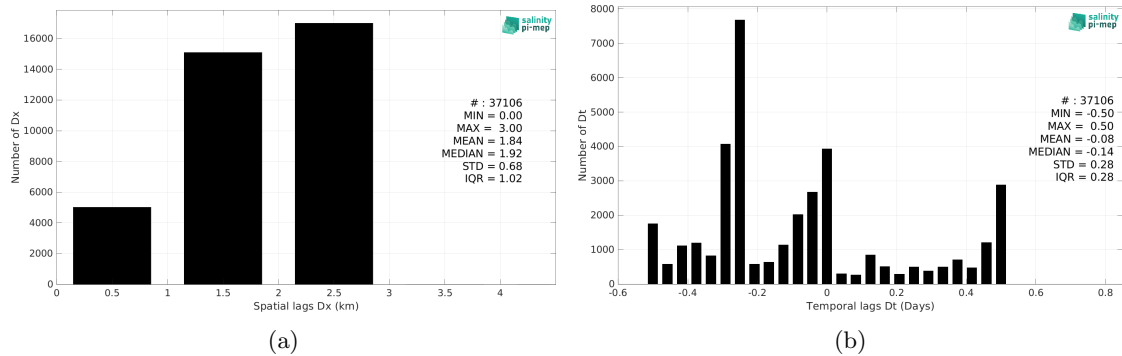 salinity
pi-mep
16000
14000
12000
10000
8000
6000
4000
2000
0
Number of Dx
# : 37106
MIN = 0.00
MAX = 3.00
MEAN = 1.84
MEDIAN = 1.92
STD = 0.68
IQR = 1.02
0 0.5 1 1.5 2 2.5 3 3.5 4
Spatial lags Dx (km)
(a)
salinity
pi-mep
8000
7000
6000
5000
4000
3000
2000
1000
0
Number of Dt
# : 37106
MIN = -0.50
MAX = 0.50
MEAN = -0.08
MEDIAN = -0.14
STD = 0.28
IQR = 0.28
-0.6 -0.4 -0.2 0 0.2 0.4 0.6 0.8
Temporal lags Dt (Days)
(b)